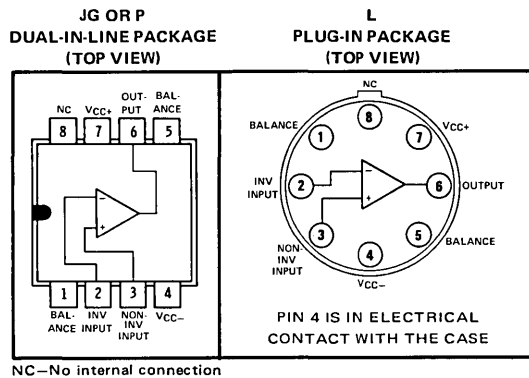 JG OR P
DUAL-IN-LINE PACKAGE
(TOP VIEW)
NC VCC+ OUT-PUT BAL-ANCE
8 7 6 5
−
+
1 2 3 4
BAL-ANCE INV INPUT NON-INV INPUT VCC−
L
PLUG-IN PACKAGE
(TOP VIEW)
NC
8
BALANCE 1 7 VCC+
INV INPUT 2 − + 6 OUTPUT
NON-INV INPUT 3 5 BALANCE
4
VCC−
PIN 4 IS IN ELECTRICAL
CONTACT WITH THE CASE
NC—No internal connection